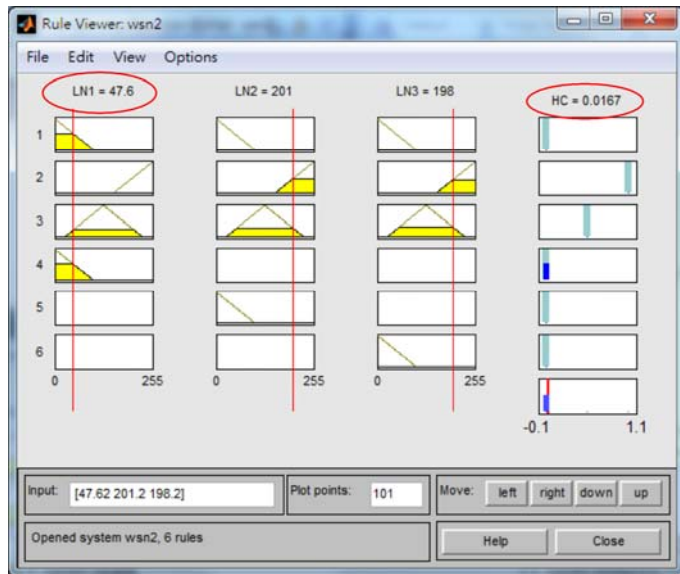 Rule Viewer: wsn2
File Edit View Options
LN1 = 47.6 LN2 = 201 LN3 = 198 HC = 0.0167
1
2
3
4
5
6
0 255 0 255 0 255
-0.1 1.1
Input: [47.62 201.2 198.2] Plot points: 101 Move: left right down up
Opened system wsn2, 6 rules Help Close